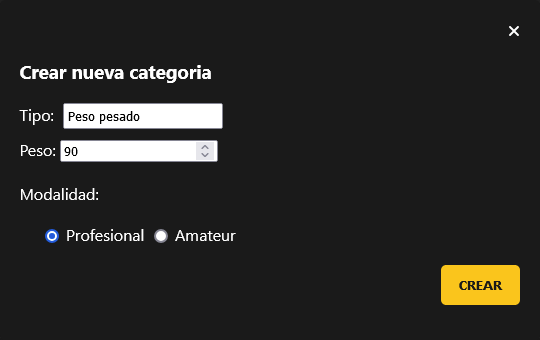 ×
Crear nueva categoria
Tipo: Peso pesado
Peso: 90
Modalidad:
Profesional Amateur
CREAR